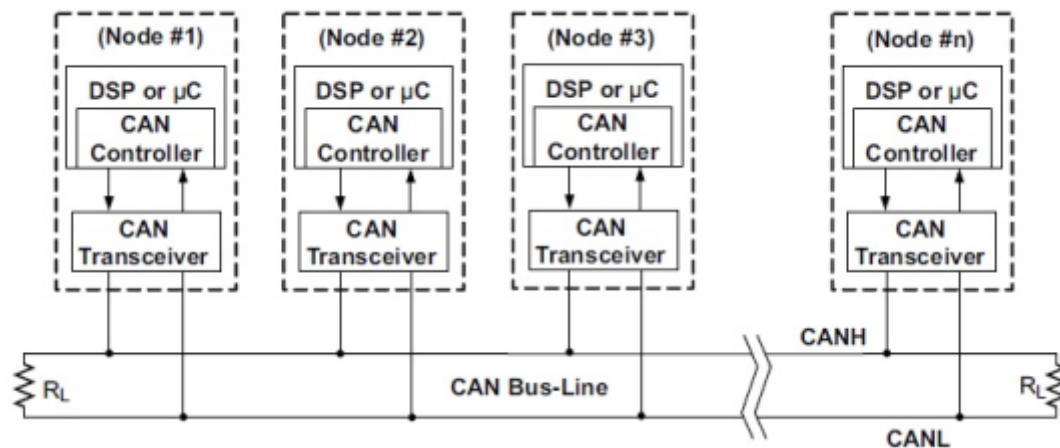 (Node #1)
DSP or µC
CAN
Controller
CAN
Transceiver
(Node #2)
DSP or µC
CAN
Controller
CAN
Transceiver
(Node #3)
DSP or µC
CAN
Controller
CAN
Transceiver
(Node #n)
DSP or µC
CAN
Controller
CAN
Transceiver
CANH
RL
CAN Bus-Line
RL
CANL